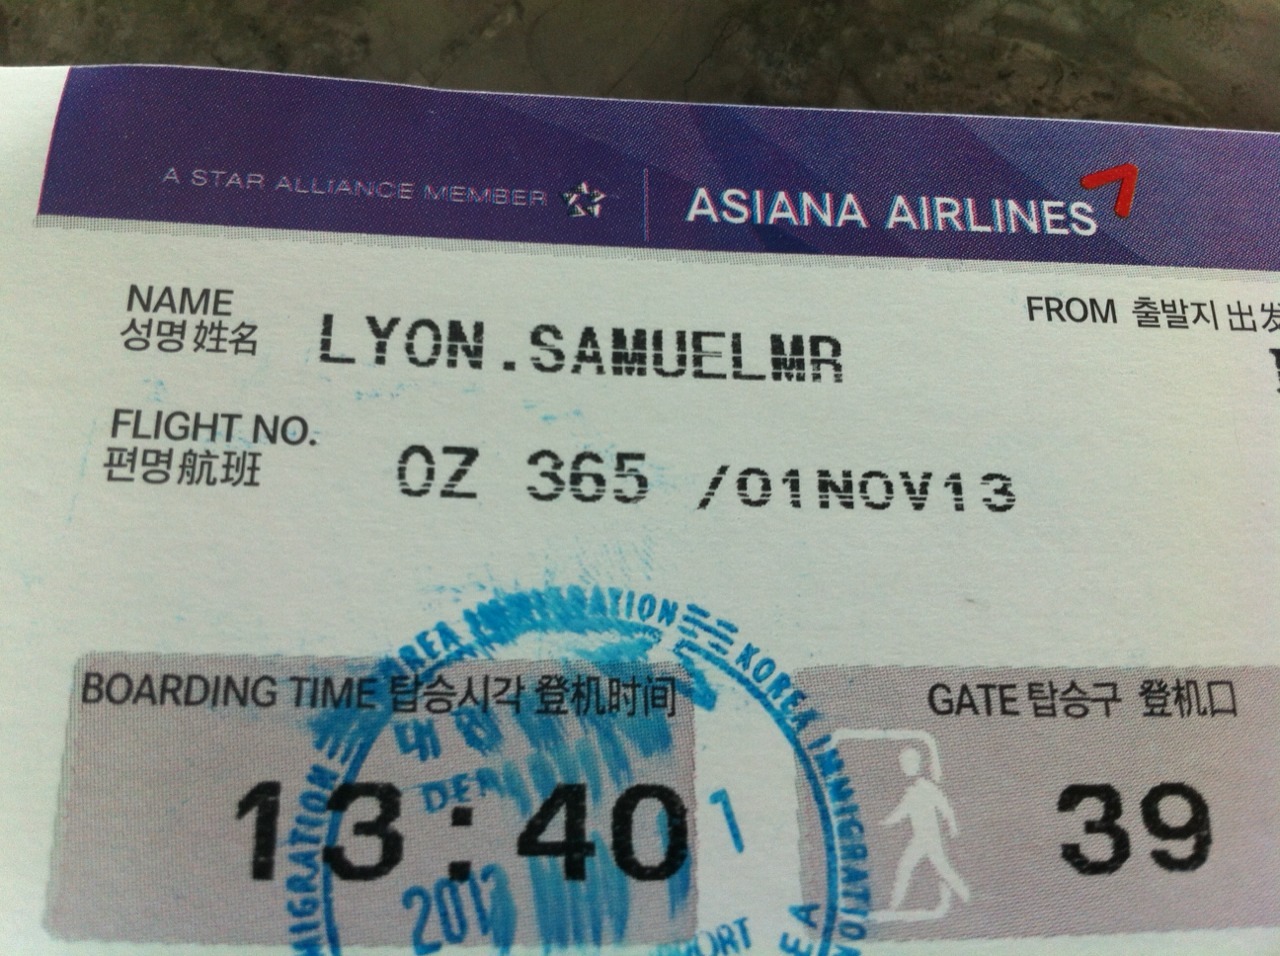 A STAR ALLIANCE MEMBER ASIANA AIRLINES
NAME
성명 姓名 LYON.SAMUELMR
FROM 출발지 出发
FLIGHT NO.
편명 航班 OZ 365 /01NOV13
BOARDING TIME 탑승시각 登机时间
13:40
GATE 탑승구 登机口
39
KOREA IMMIGRATION